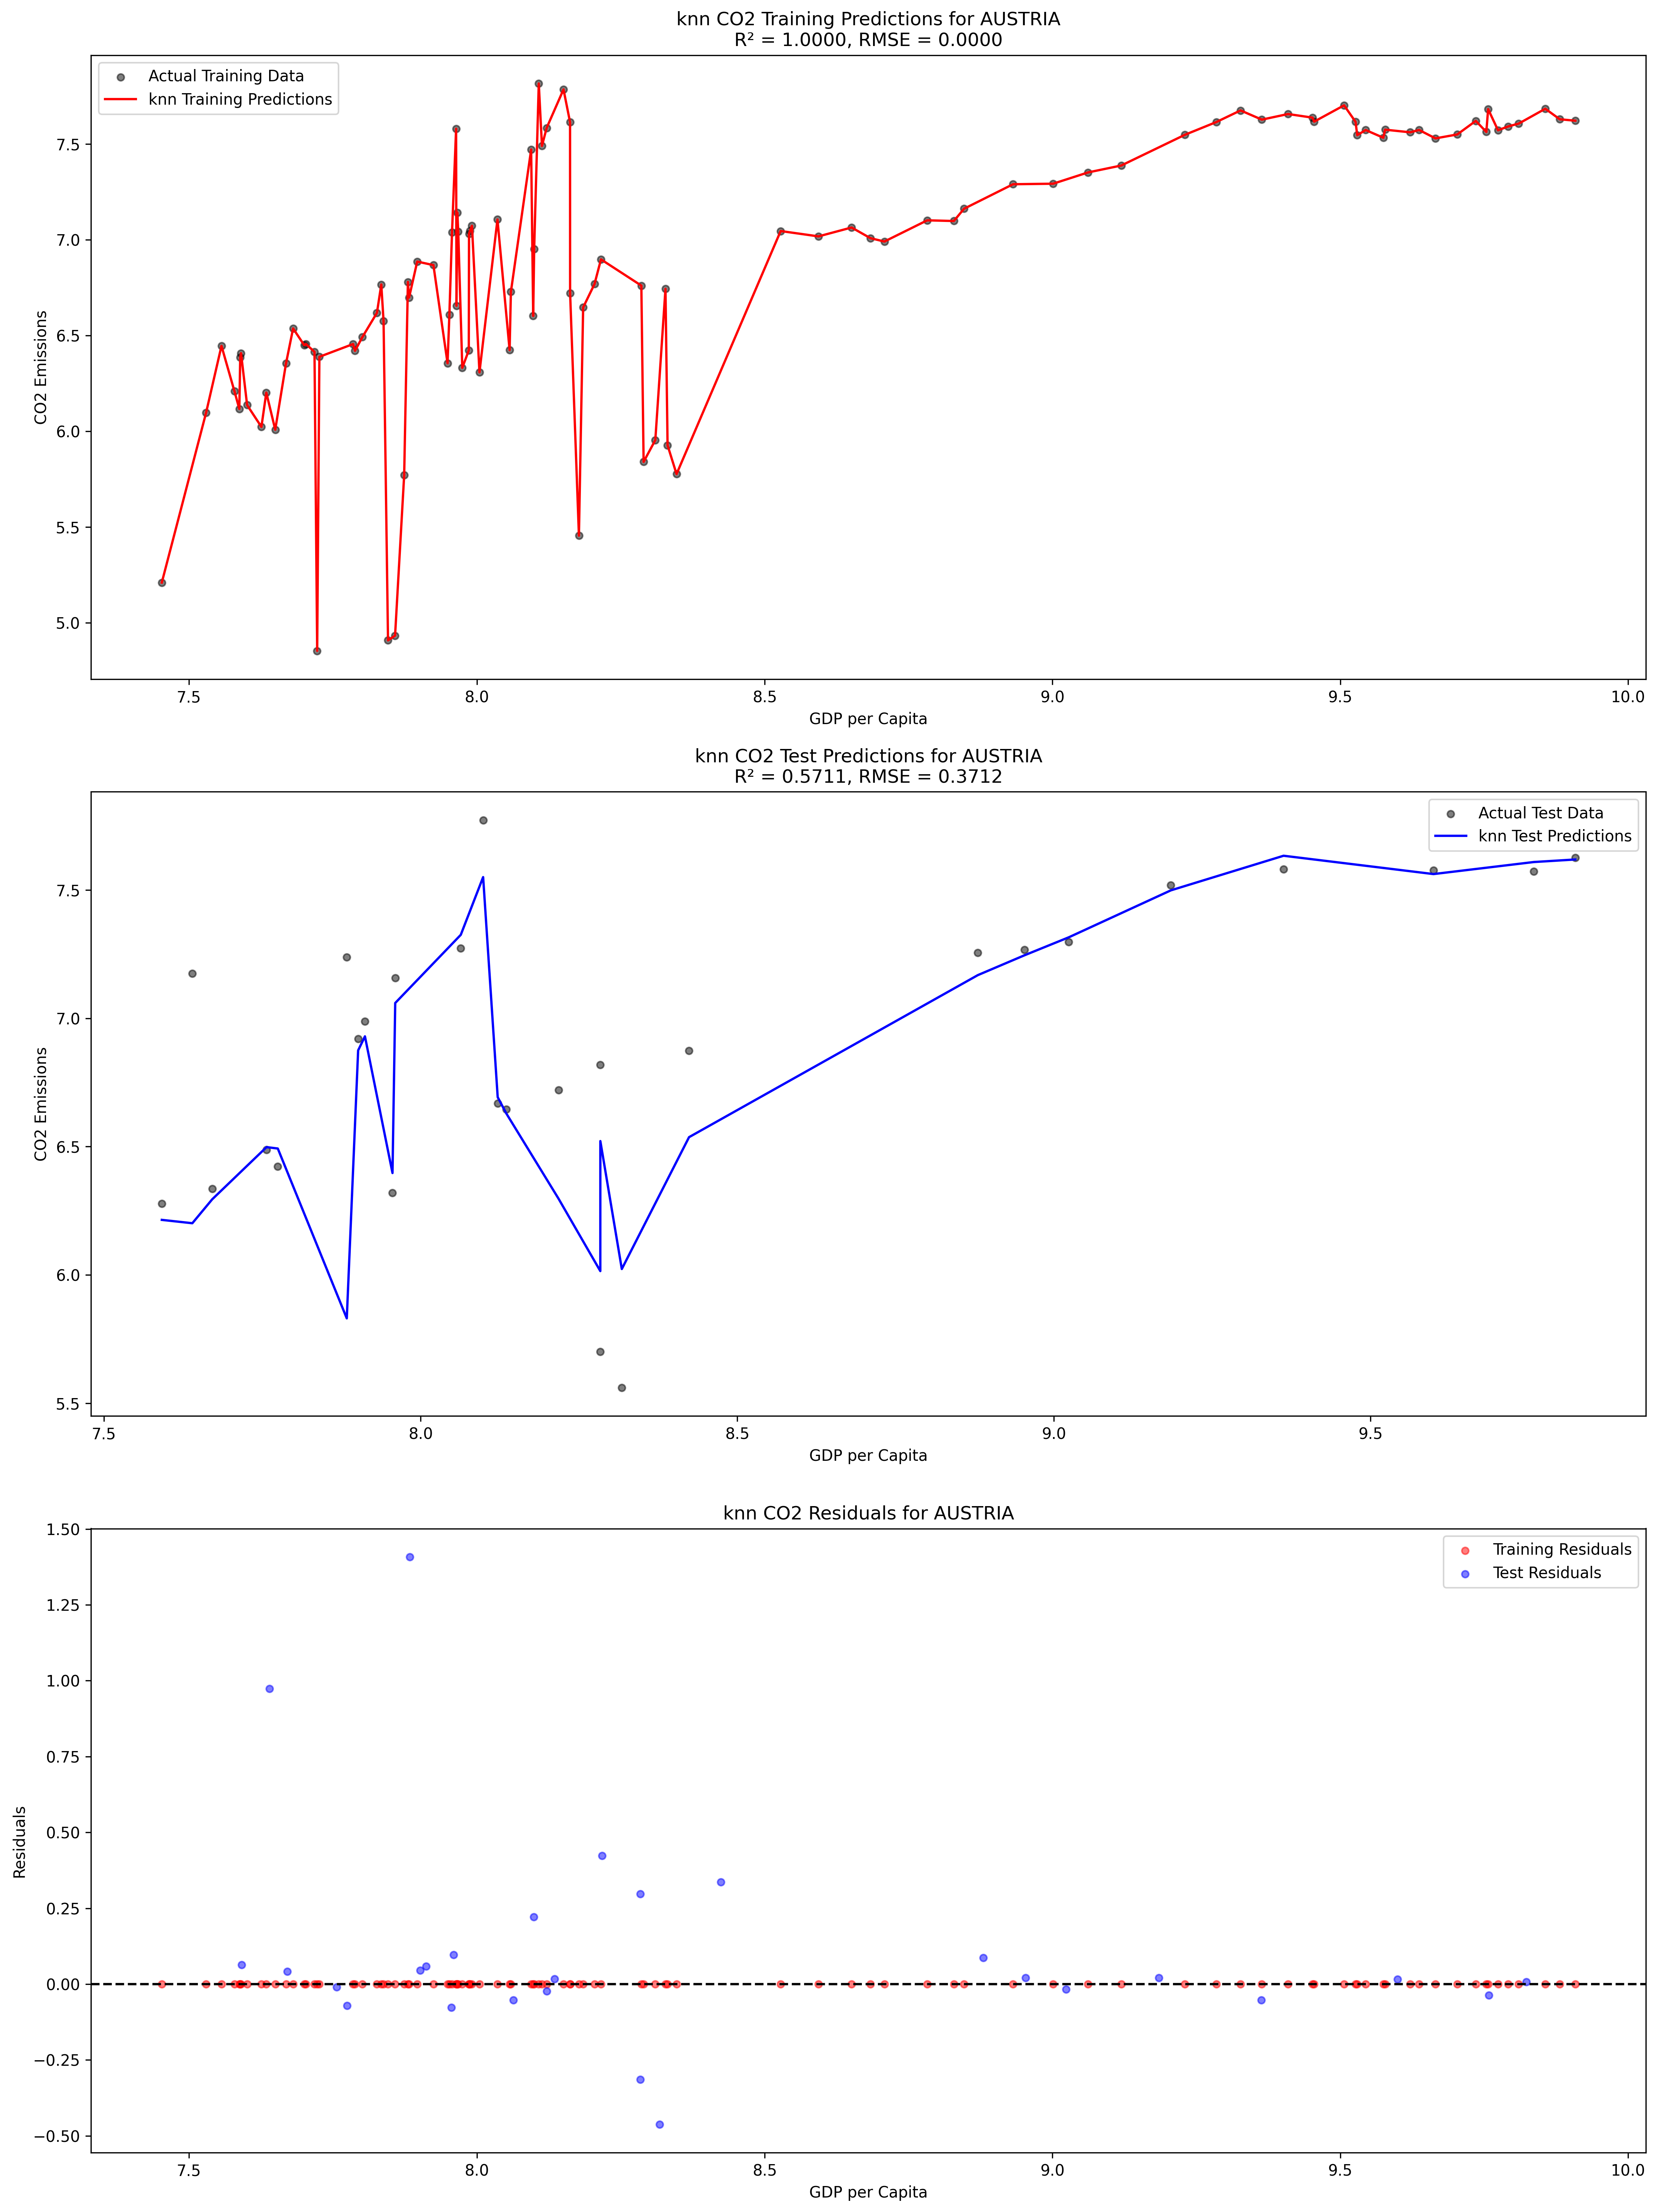 knn CO2 Training Predictions for AUSTRIA
R² = 1.0000, RMSE = 0.0000
Actual Training Data
knn Training Predictions
CO2 Emissions
7.5
7.0
6.5
6.0
5.5
5.0
7.5 8.0 8.5 9.0 9.5 10.0
GDP per Capita
knn CO2 Test Predictions for AUSTRIA
R² = 0.5711, RMSE = 0.3712
Actual Test Data
knn Test Predictions
CO2 Emissions
7.5
7.0
6.5
6.0
5.5
7.5 8.0 8.5 9.0 9.5
GDP per Capita
knn CO2 Residuals for AUSTRIA
Training Residuals
Test Residuals
Residuals
1.50
1.25
1.00
0.75
0.50
0.25
0.00
−0.25
−0.50
7.5 8.0 8.5 9.0 9.5 10.0
GDP per Capita